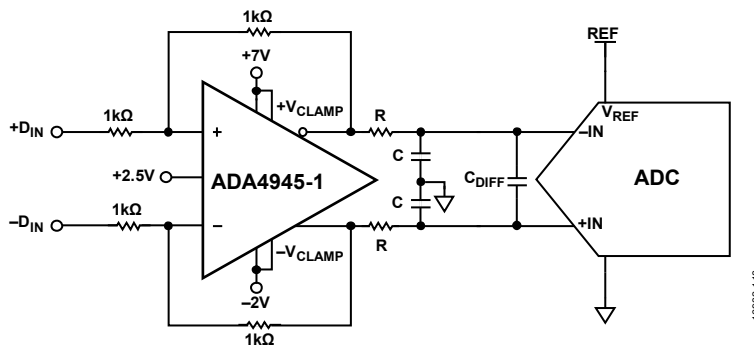 1kΩ
+7V
REF
+VCLAMP
VREF
1kΩ
R
+DIN
+
–IN
C
+2.5V
ADA4945-1
CDIFF
ADC
C
1kΩ
–DIN
–
+IN
R
–VCLAMP
–2V
1kΩ